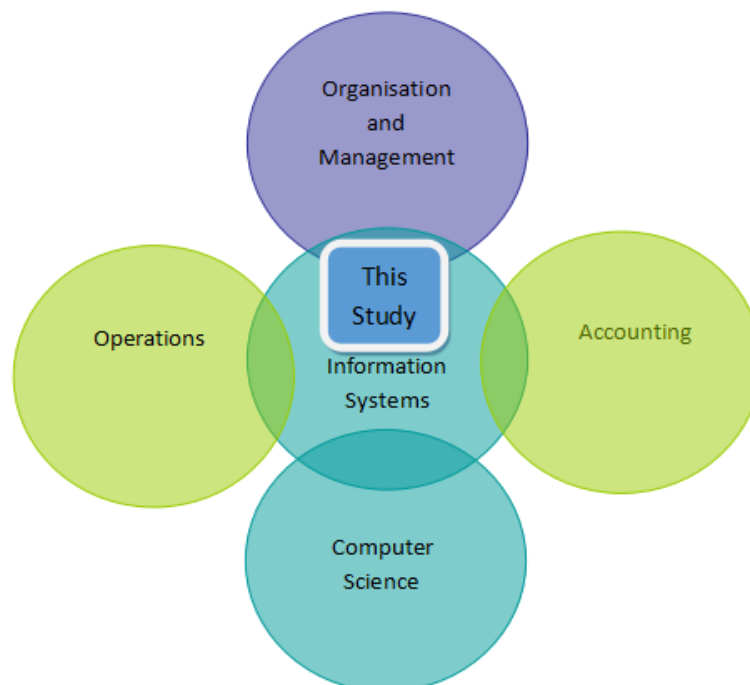 Organisation
and
Management
This
Study
Operations
Accounting
Information
Systems
Computer
Science